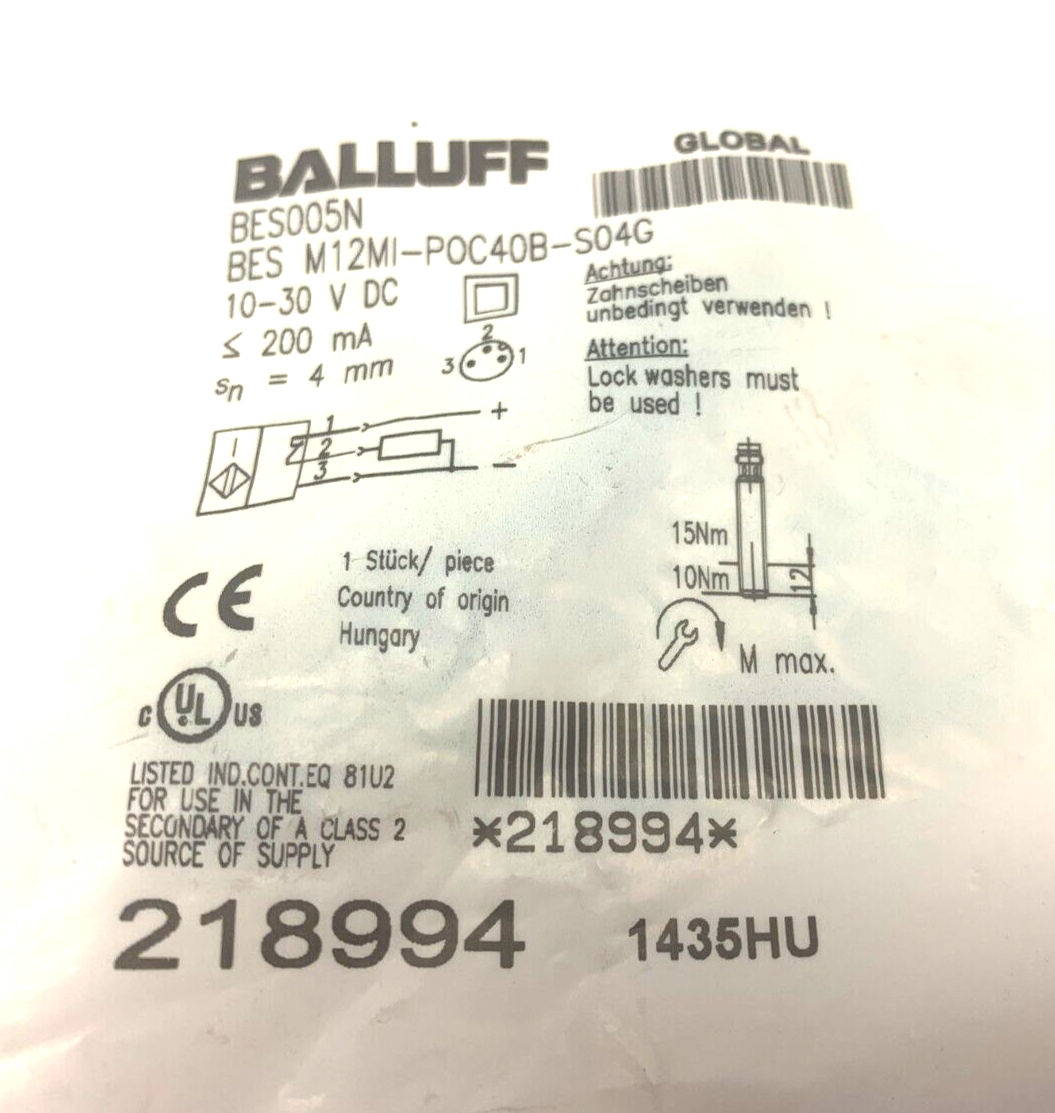 BALLUFF
GLOBAL
BES005N
BES M12MI-POC40B-S04G
10-30 V DC
≤ 200 mA
sn = 4 mm
2
3
1
Achtung:
Zahnscheiben
unbedingt verwenden !
Attention:
Lock washers must
be used !
1
+
2
3
-
15Nm
10Nm
12
M max.
CE
1 Stück/ piece
Country of origin
Hungary
C UL US
LISTED IND.CONT.EQ 81U2
FOR USE IN THE
SECONDARY OF A CLASS 2
SOURCE OF SUPPLY
*218994*
218994
1435HU